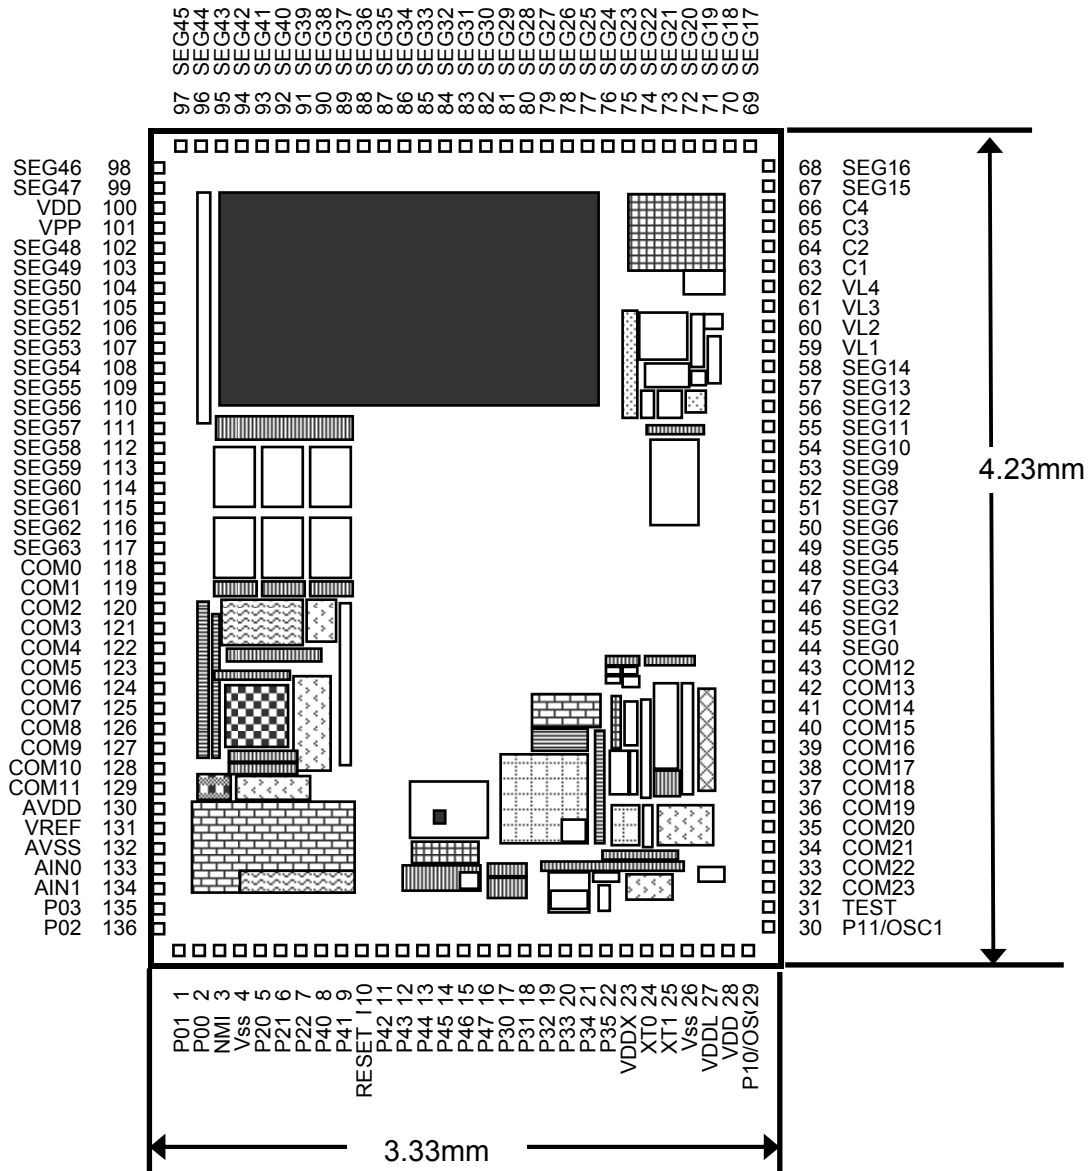 97 SEG45
96 SEG44
95 SEG43
94 SEG42
93 SEG41
92 SEG40
91 SEG39
90 SEG38
89 SEG37
88 SEG36
87 SEG35
86 SEG34
85 SEG33
84 SEG32
83 SEG31
82 SEG30
81 SEG29
80 SEG28
79 SEG27
78 SEG26
77 SEG25
76 SEG24
75 SEG23
74 SEG22
73 SEG21
72 SEG20
71 SEG19
70 SEG18
69 SEG17
SEG46 98
SEG47 99
VDD 100
VPP 101
SEG48 102
SEG49 103
SEG50 104
SEG51 105
SEG52 106
SEG53 107
SEG54 108
SEG55 109
SEG56 110
SEG57 111
SEG58 112
SEG59 113
SEG60 114
SEG61 115
SEG62 116
SEG63 117
COM0 118
COM1 119
COM2 120
COM3 121
COM4 122
COM5 123
COM6 124
COM7 125
COM8 126
COM9 127
COM10 128
COM11 129
AVDD 130
VREF 131
AVSS 132
AIN0 133
AIN1 134
P03 135
P02 136
68 SEG16
67 SEG15
66 C4
65 C3
64 C2
63 C1
62 VL4
61 VL3
60 VL2
59 VL1
58 SEG14
57 SEG13
56 SEG12
55 SEG11
54 SEG10
53 SEG9
52 SEG8
51 SEG7
50 SEG6
49 SEG5
48 SEG4
47 SEG3
46 SEG2
45 SEG1
44 SEG0
43 COM12
42 COM13
41 COM14
40 COM15
39 COM16
38 COM17
37 COM18
36 COM19
35 COM20
34 COM21
33 COM22
32 COM23
31 TEST
30 P11/OSC1
4.23mm
P01 1
P00 2
NMI 3
Vss 4
P20 5
P21 6
P22 7
P40 8
P41 9
RESET_ 10
P42 11
P43 12
P44 13
P45 14
P46 15
P47 16
P30 17
P31 18
P32 19
P33 20
P34 21
P35 22
VDDX 23
XT0 24
XT1 25
Vss 26
VDDL 27
VDD 28
P10/OS 29
3.33mm